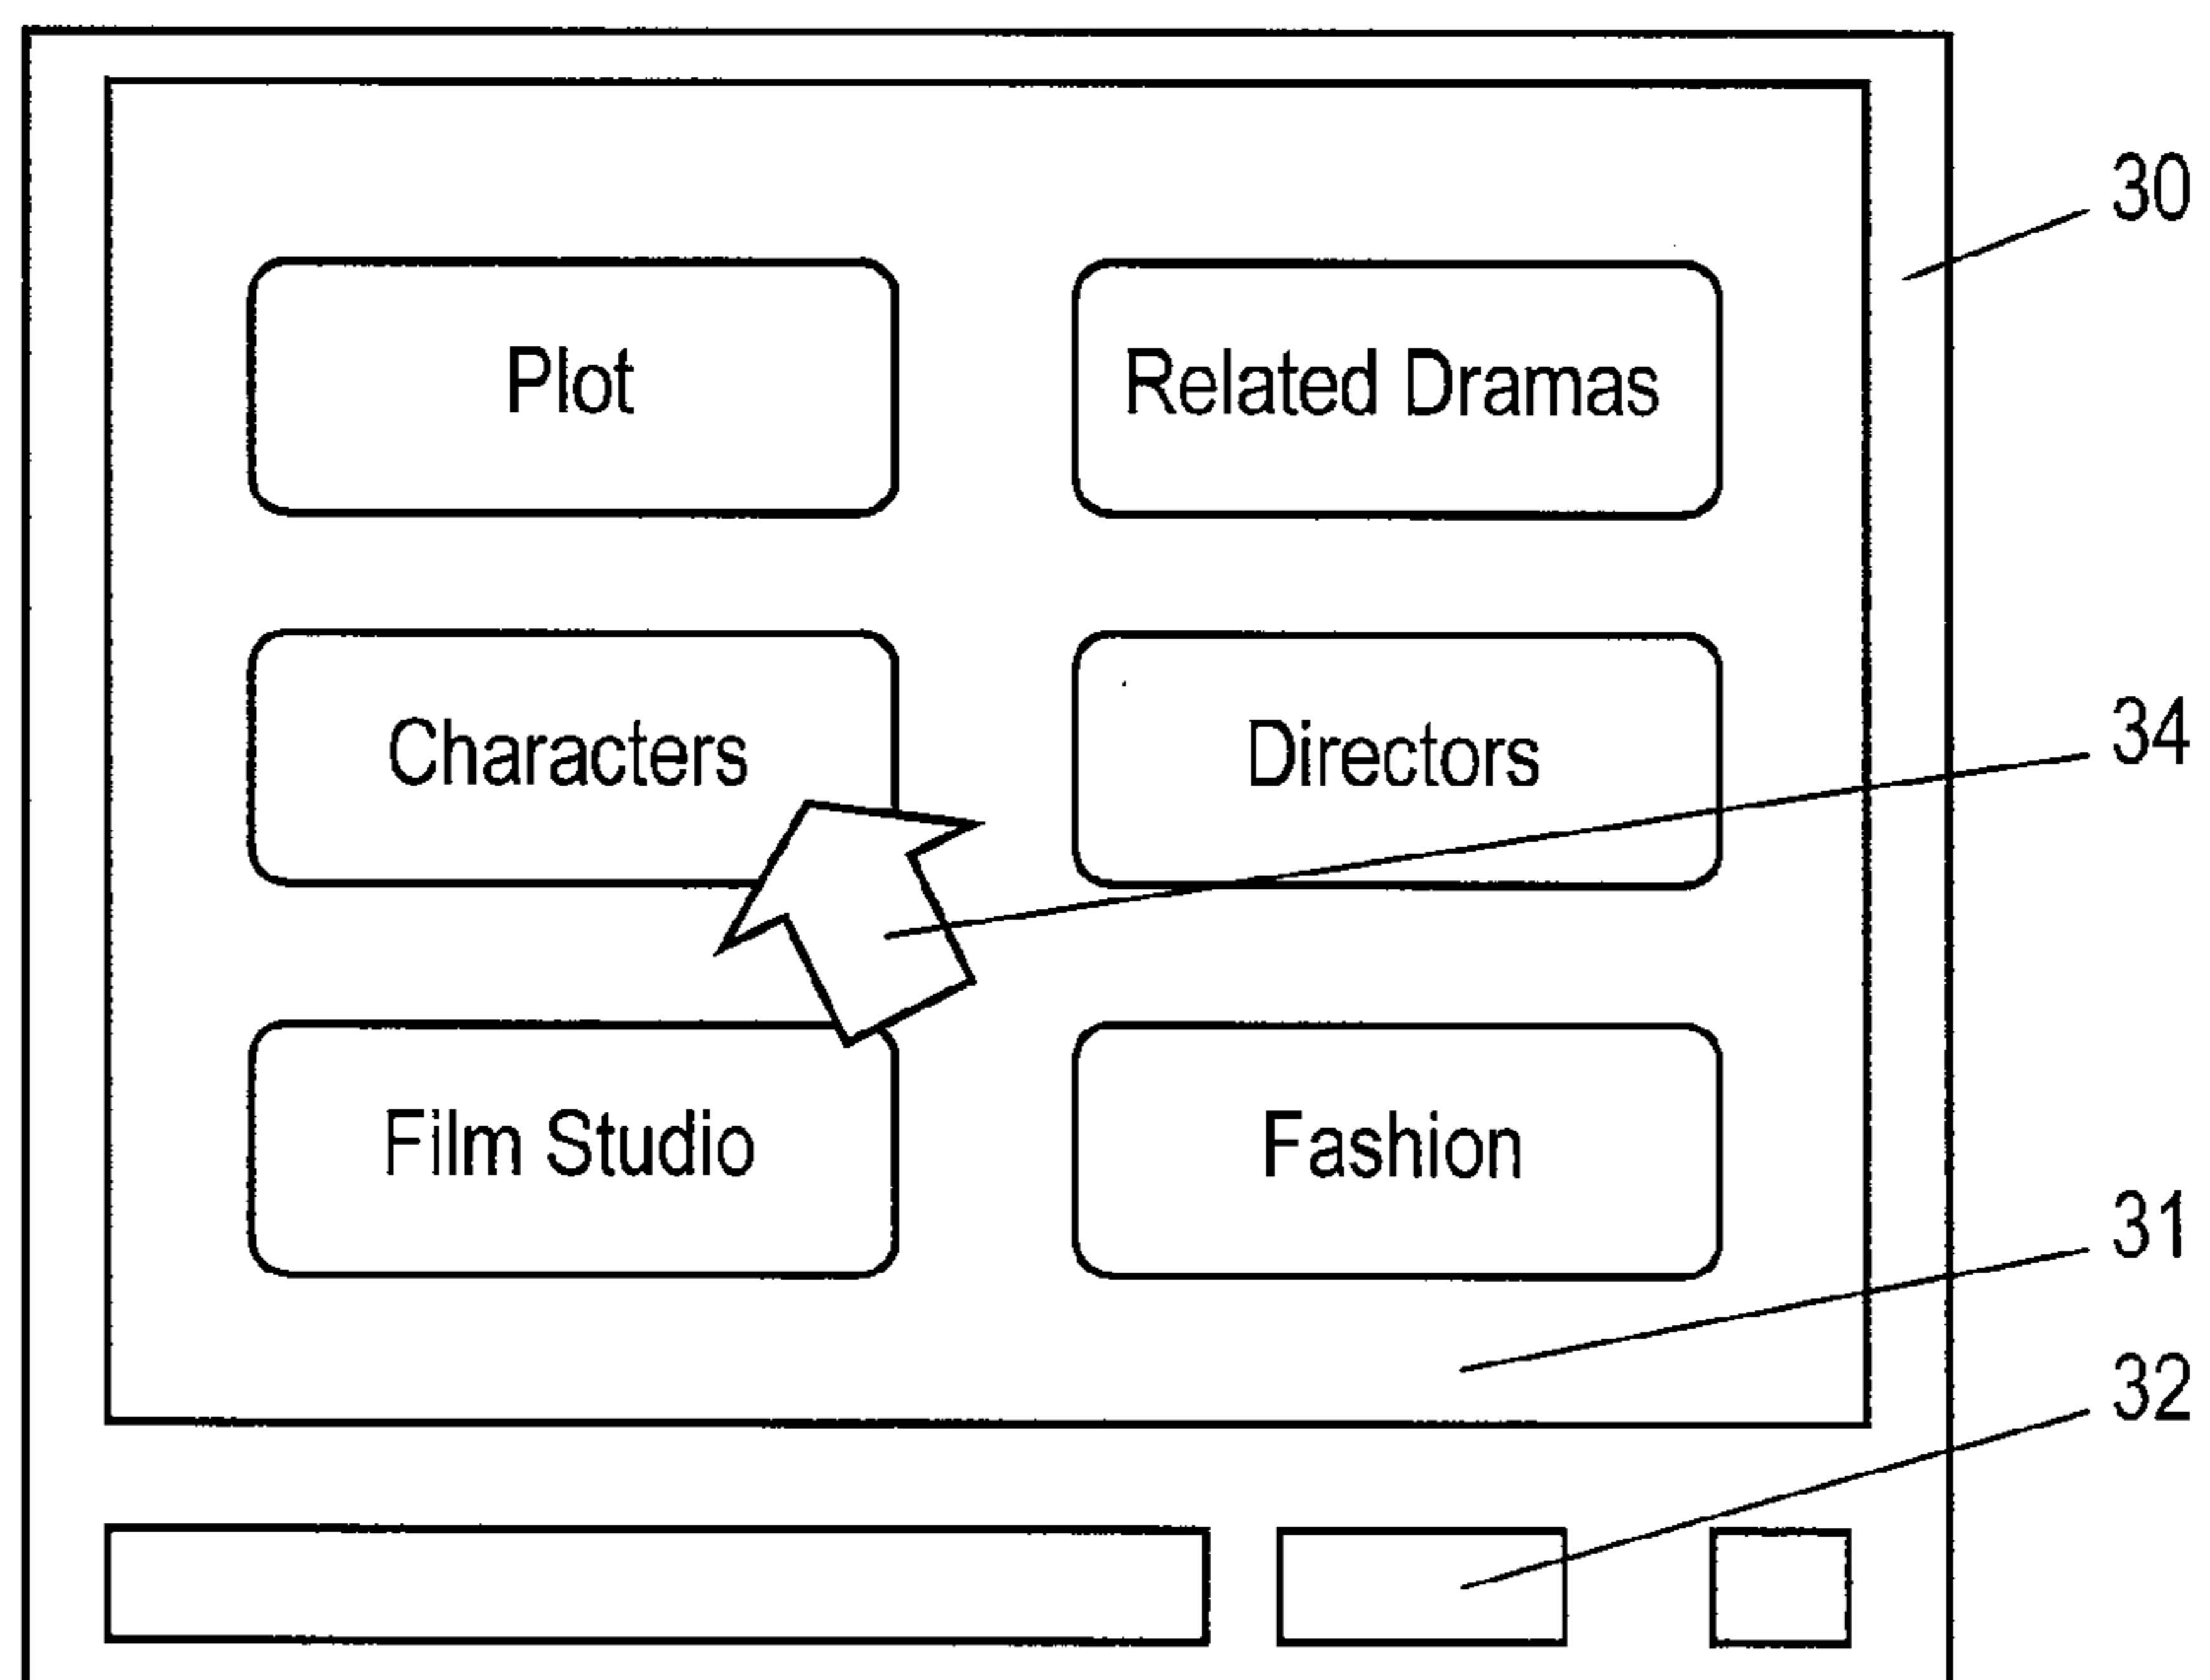 30
Plot
Related Dramas
34
Characters
Directors
Film Studio
Fashion
31
32